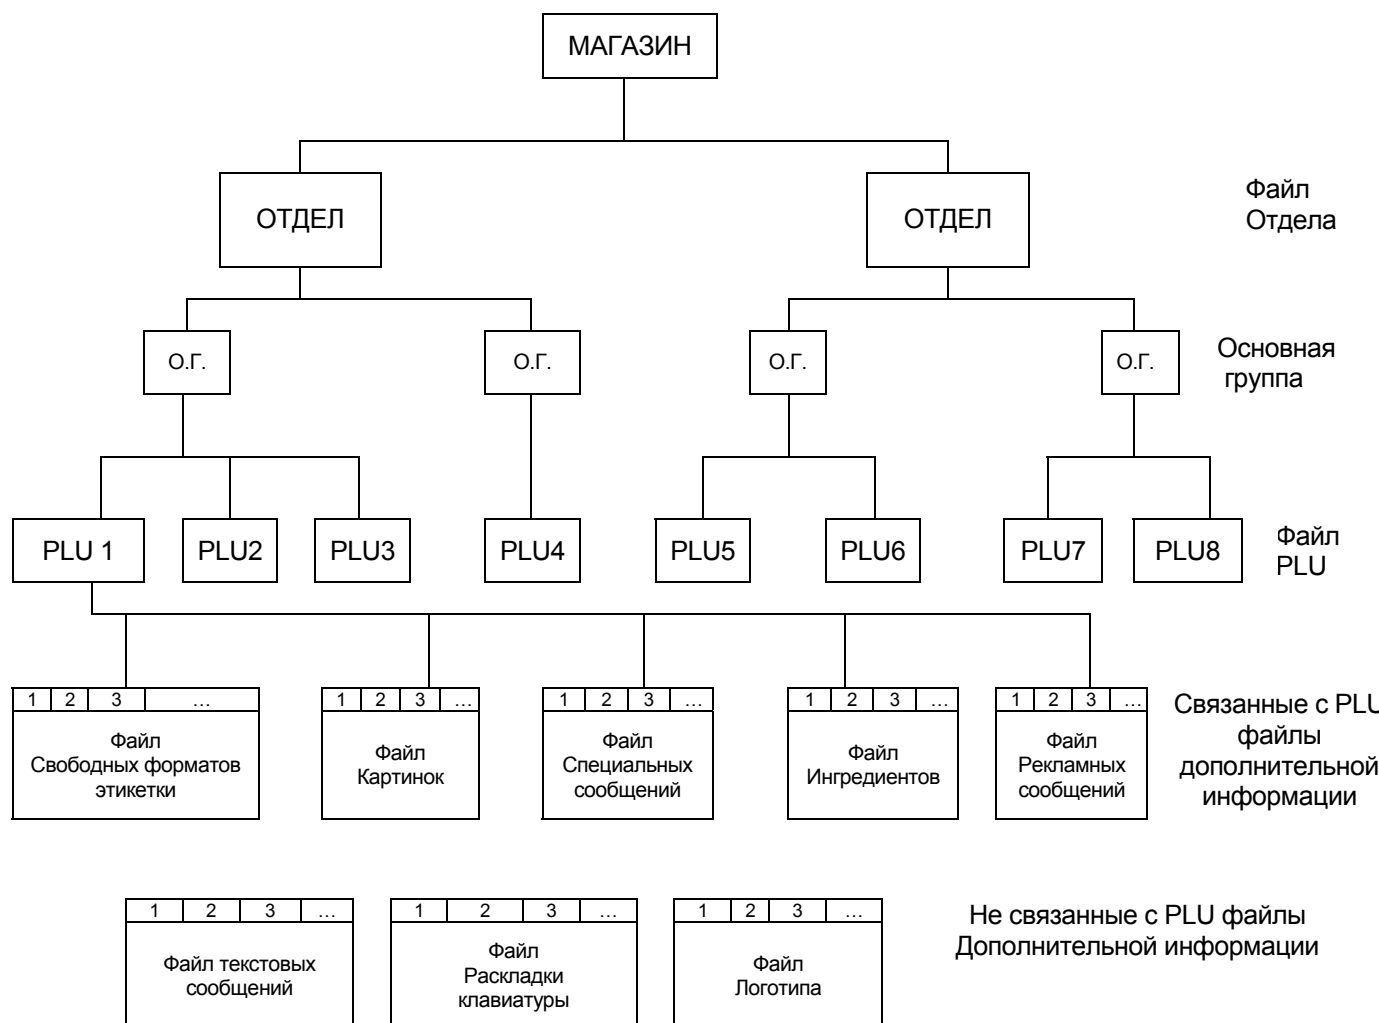 МАГАЗИН
ОТДЕЛ
ОТДЕЛ
Файл
Отдела
О.Г.
О.Г.
О.Г.
О.Г.
Основная
группа
PLU 1
PLU2
PLU3
PLU4
PLU5
PLU6
PLU7
PLU8
Файл
PLU
1 2 3 …
Файл
Свободных форматов
этикетки
1 2 3 …
Файл
Картинок
1 2 3 …
Файл
Специальных
сообщений
1 2 3 …
Файл
Ингредиентов
1 2 3 …
Файл
Рекламных
сообщений
Связанные с PLU
файлы
дополнительной
информации
1 2 3 …
Файл текстовых
сообщений
1 2 3 …
Файл
Раскладки
клавиатуры
1 2 3 …
Файл
Логотипа
Не связанные с PLU файлы
Дополнительной информации